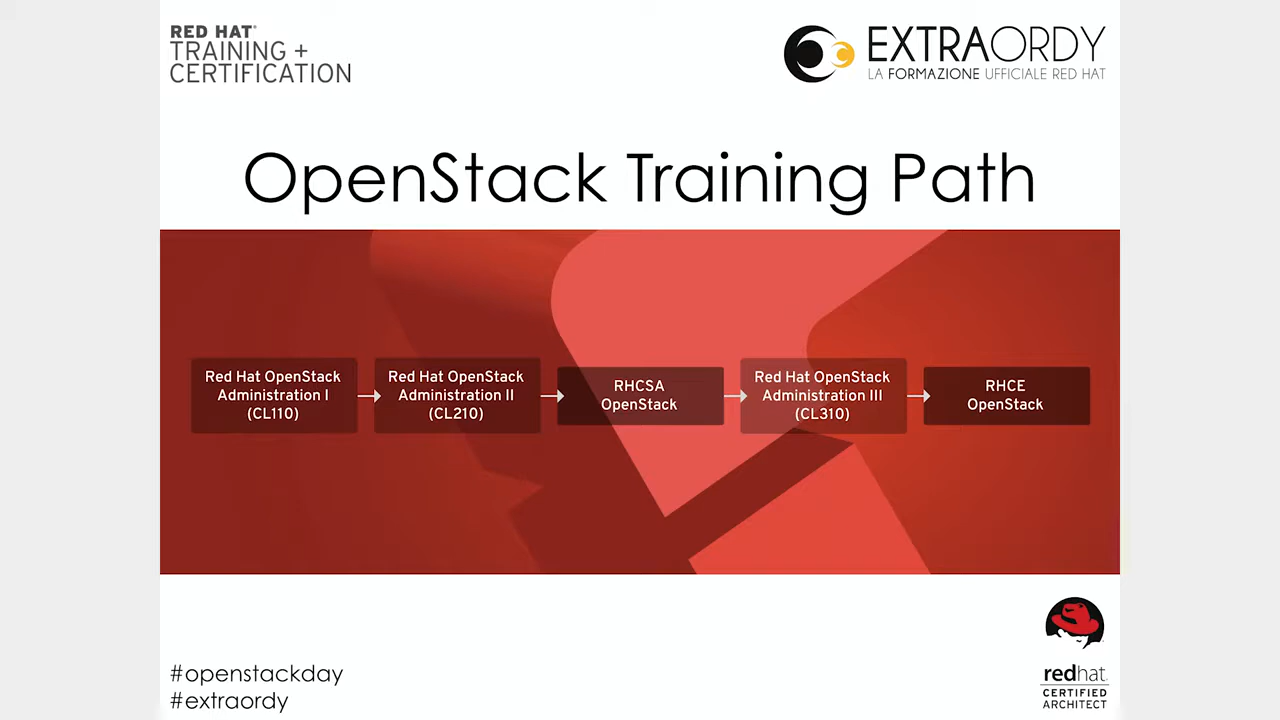 RED HAT®
TRAINING +
CERTIFICATION
EXTRAORDY
LA FORMAZIONE UFFICIALE RED HAT
OpenStack Training Path
Red Hat OpenStack
Administration I
(CL110)
Red Hat OpenStack
Administration II
(CL210)
RHCSA
OpenStack
Red Hat OpenStack
Administration III
(CL310)
RHCE
OpenStack
#openstackday
#extraordy
redhat.
CERTIFIED
ARCHITECT